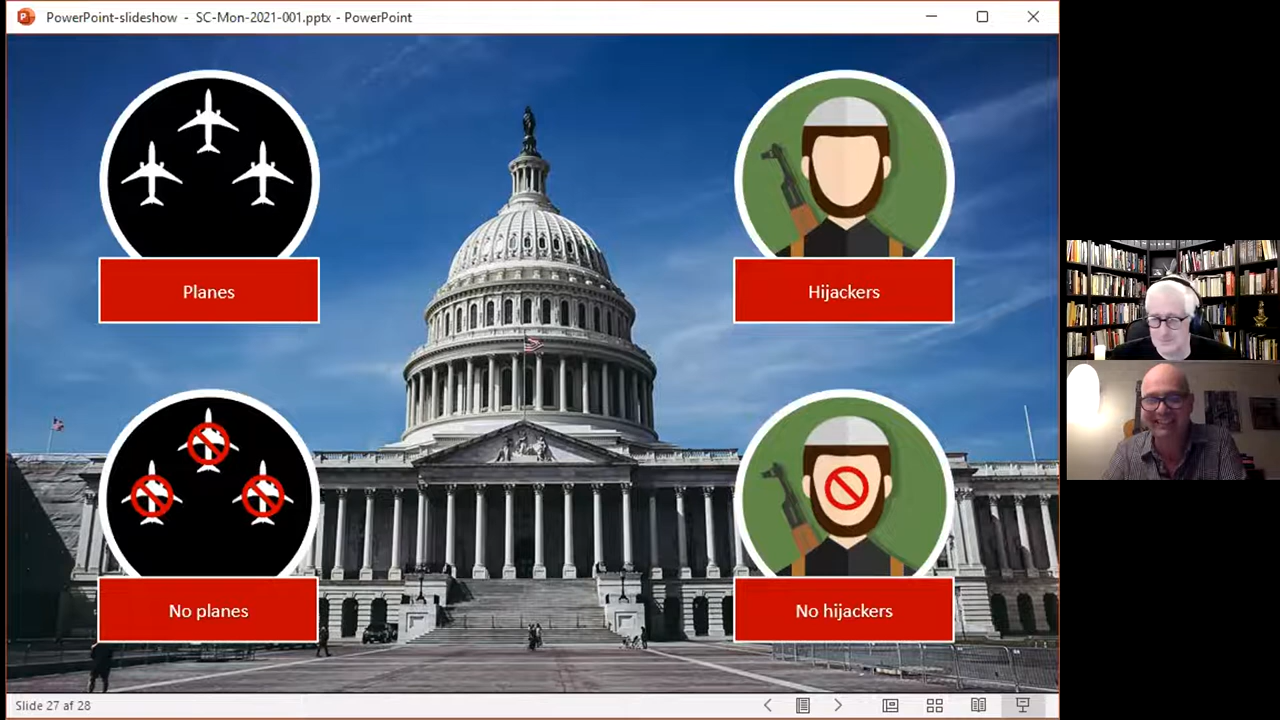 PowerPoint-slideshow - SC-Mon-2021-001.pptx - PowerPoint
Planes
Hijackers
No planes
No hijackers
Slide 27 af 28